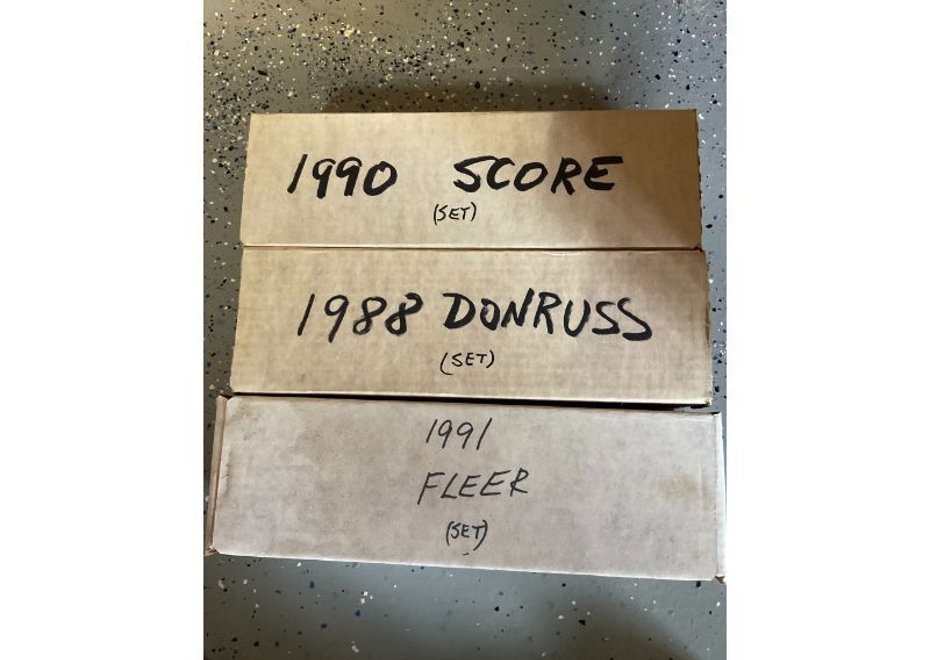 1990 SCORE
(SET)
1988 DONRUSS
(SET)
1991
FLEER
(SET)